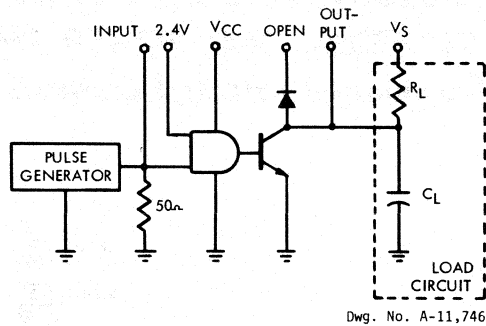 INPUT
2.4V
VCC
OPEN
OUT-
PUT
VS
RL
PULSE
GENERATOR
50Ω
CL
LOAD
CIRCUIT
Dwg. No. A-11,746